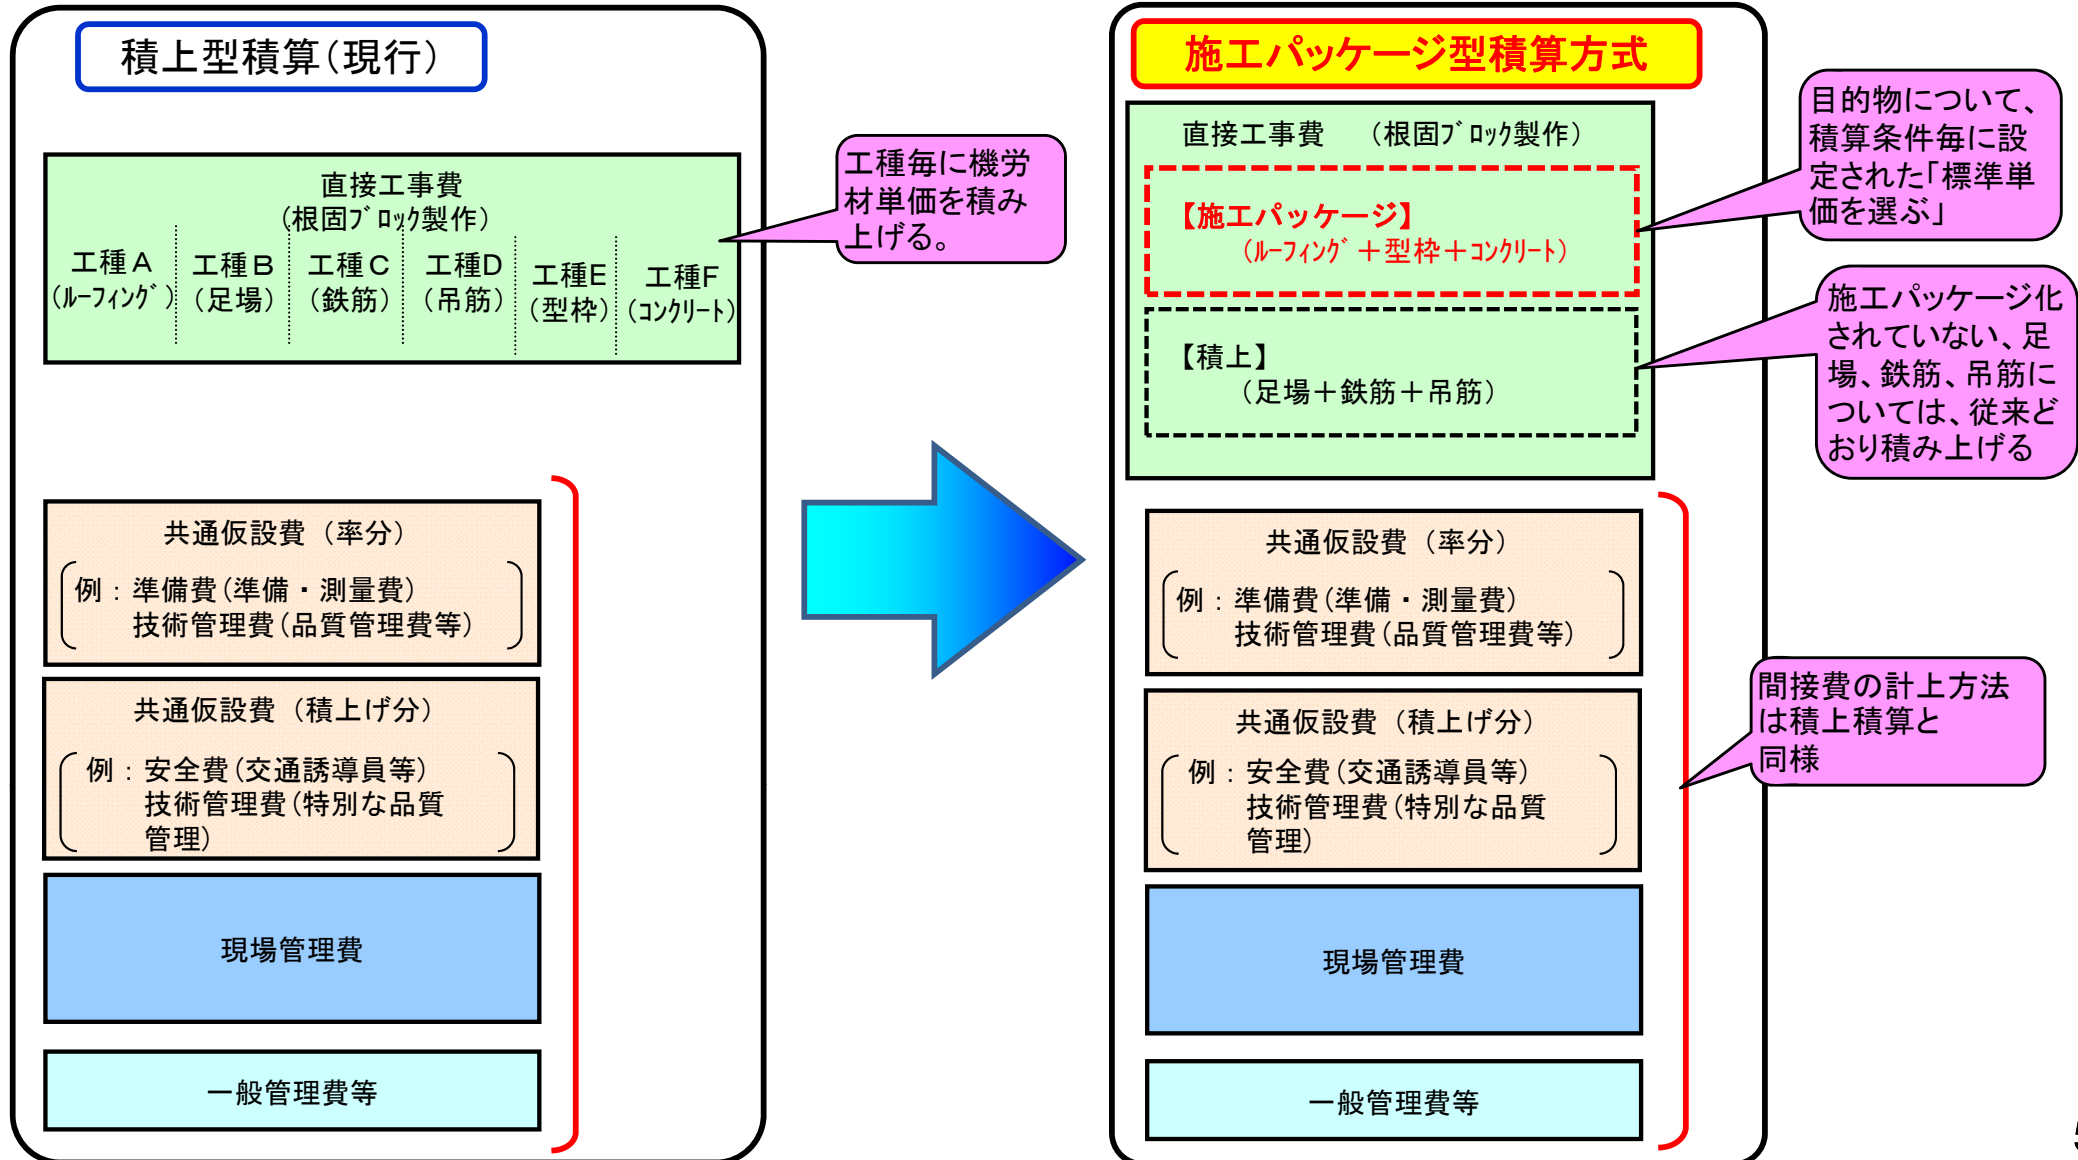 積上型積算(現行)
直接工事費
(根固ﾌﾞﾛｯｸ製作)
工種A
(ﾙｰﾌｨﾝｸﾞ)
工種B
(足場)
工種C
(鉄筋)
工種D
(吊筋)
工種E
(型枠)
工種F
(ｺﾝｸﾘｰﾄ)
工種毎に機労
材単価を積み
上げる。
共通仮設費（率分）
例：準備費(準備・測量費)
技術管理費(品質管理費等)
共通仮設費（積上げ分）
例：安全費(交通誘導員等)
技術管理費(特別な品質
管理)
現場管理費
一般管理費等
施工パッケージ型積算方式
直接工事費　(根固ﾌﾞﾛｯｸ製作)
【施工パッケージ】
(ﾙｰﾌｨﾝｸﾞ＋型枠＋ｺﾝｸﾘｰﾄ)
【積上】
(足場＋鉄筋＋吊筋)
目的物について、
積算条件毎に設
定された「標準単
価を選ぶ」
施工パッケージ化
されていない、足
場、鉄筋、吊筋に
ついては、従来ど
おり積み上げる
共通仮設費（率分）
例：準備費(準備・測量費)
技術管理費(品質管理費等)
共通仮設費（積上げ分）
例：安全費(交通誘導員等)
技術管理費(特別な品質
管理)
現場管理費
一般管理費等
間接費の計上方法
は積上積算と
同様